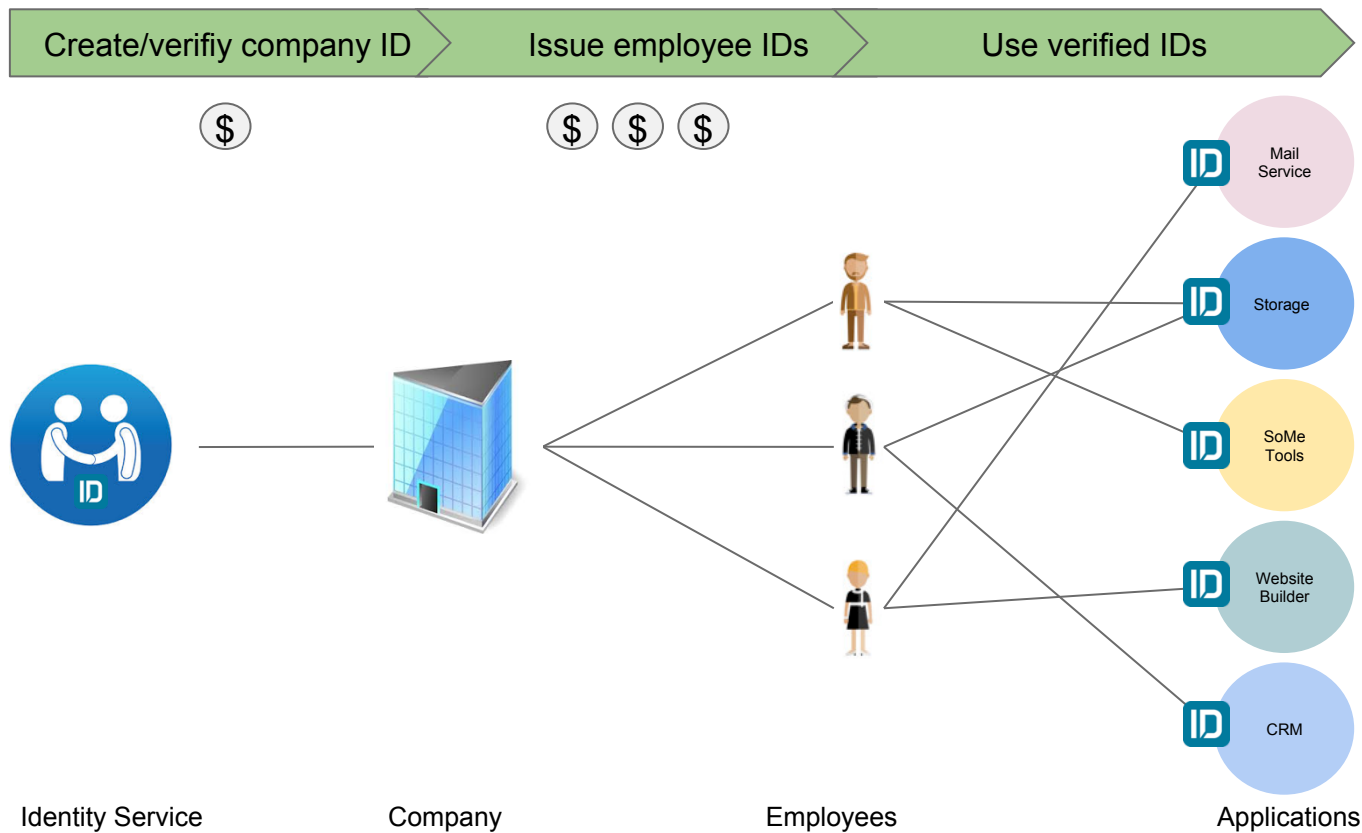 Create/verifiy company ID
Issue employee IDs
Use verified IDs
$
$ $ $
ID
Mail
Service
ID
Storage
ID
SoMe
Tools
ID
ID
Website
Builder
ID
CRM
Identity Service
Company
Employees
Applications